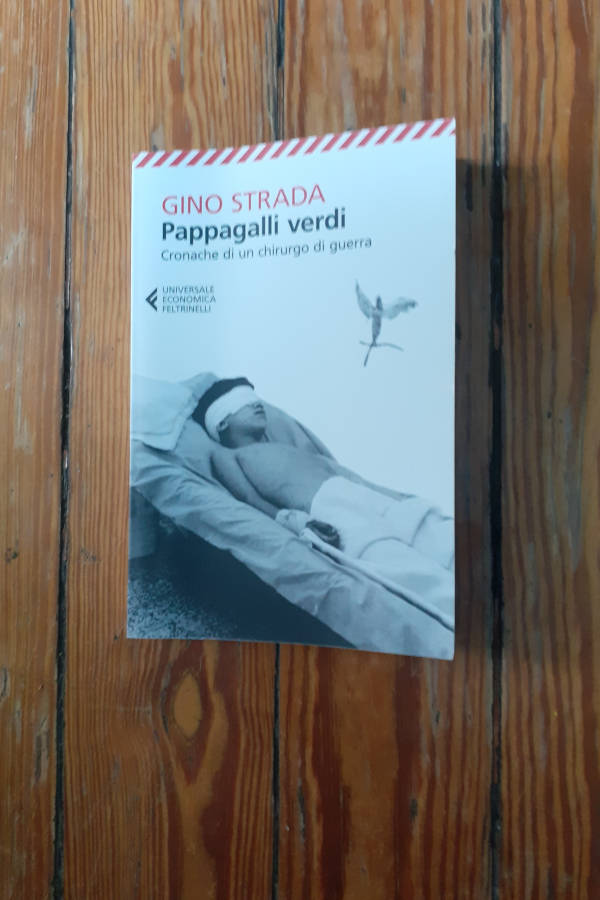 GINO STRADA
Pappagalli verdi
Cronache di un chirurgo di guerra
UNIVERSALE
ECONOMICA
FELTRINELLI